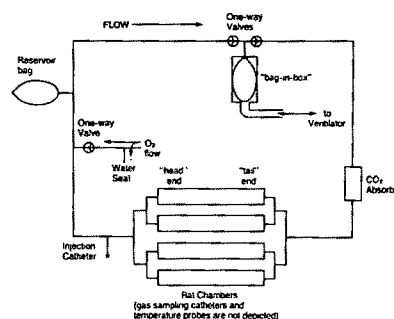 FLOW
One-way
Valves
Reservoir
bag
"bag-in-box"
to
Ventilator
One-way
Valve
O₂
flow
Water
Seal
"head"
end
"tail"
end
CO₂
Absorb
Injection
Catheter
Rat Chambers
(gas sampling catheters and
temperature probes are not depicted)